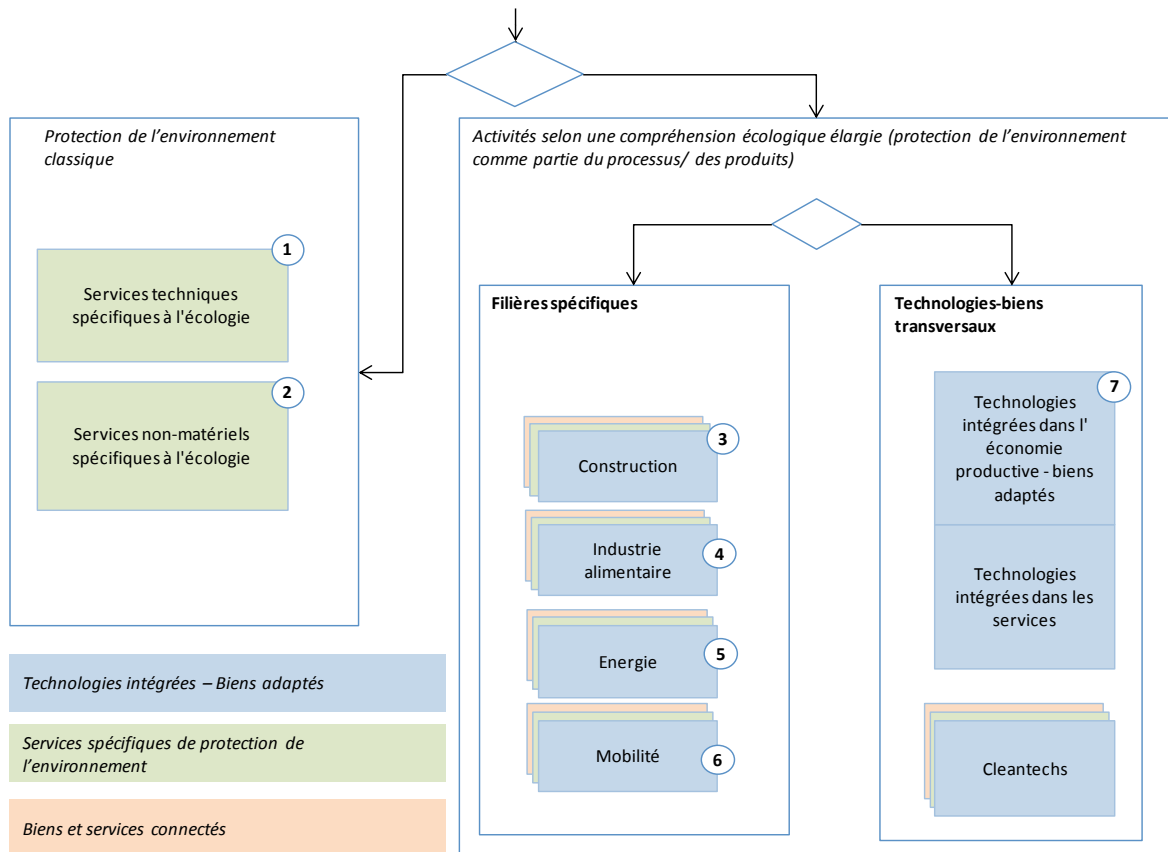 Protection de l'environnement
classique
1
Services techniques
spécifiques à l'écologie
2
Services non-matériels
spécifiques à l'écologie
Activités selon une compréhension écologique élargie (protection de l'environnement
comme partie du processus/ des produits)
Filières spécifiques
3
Construction
Industrie
alimentaire
4
Energie
5
Mobilité
6
Technologies-biens
transversaux
7
Technologies
intégrées dans l'
économie
productive - biens
adaptés
Technologies
intégrées dans les
services
Cleantechs
Technologies intégrées – Biens adaptés
Services spécifiques de protection de
l'environnement
Biens et services connectés